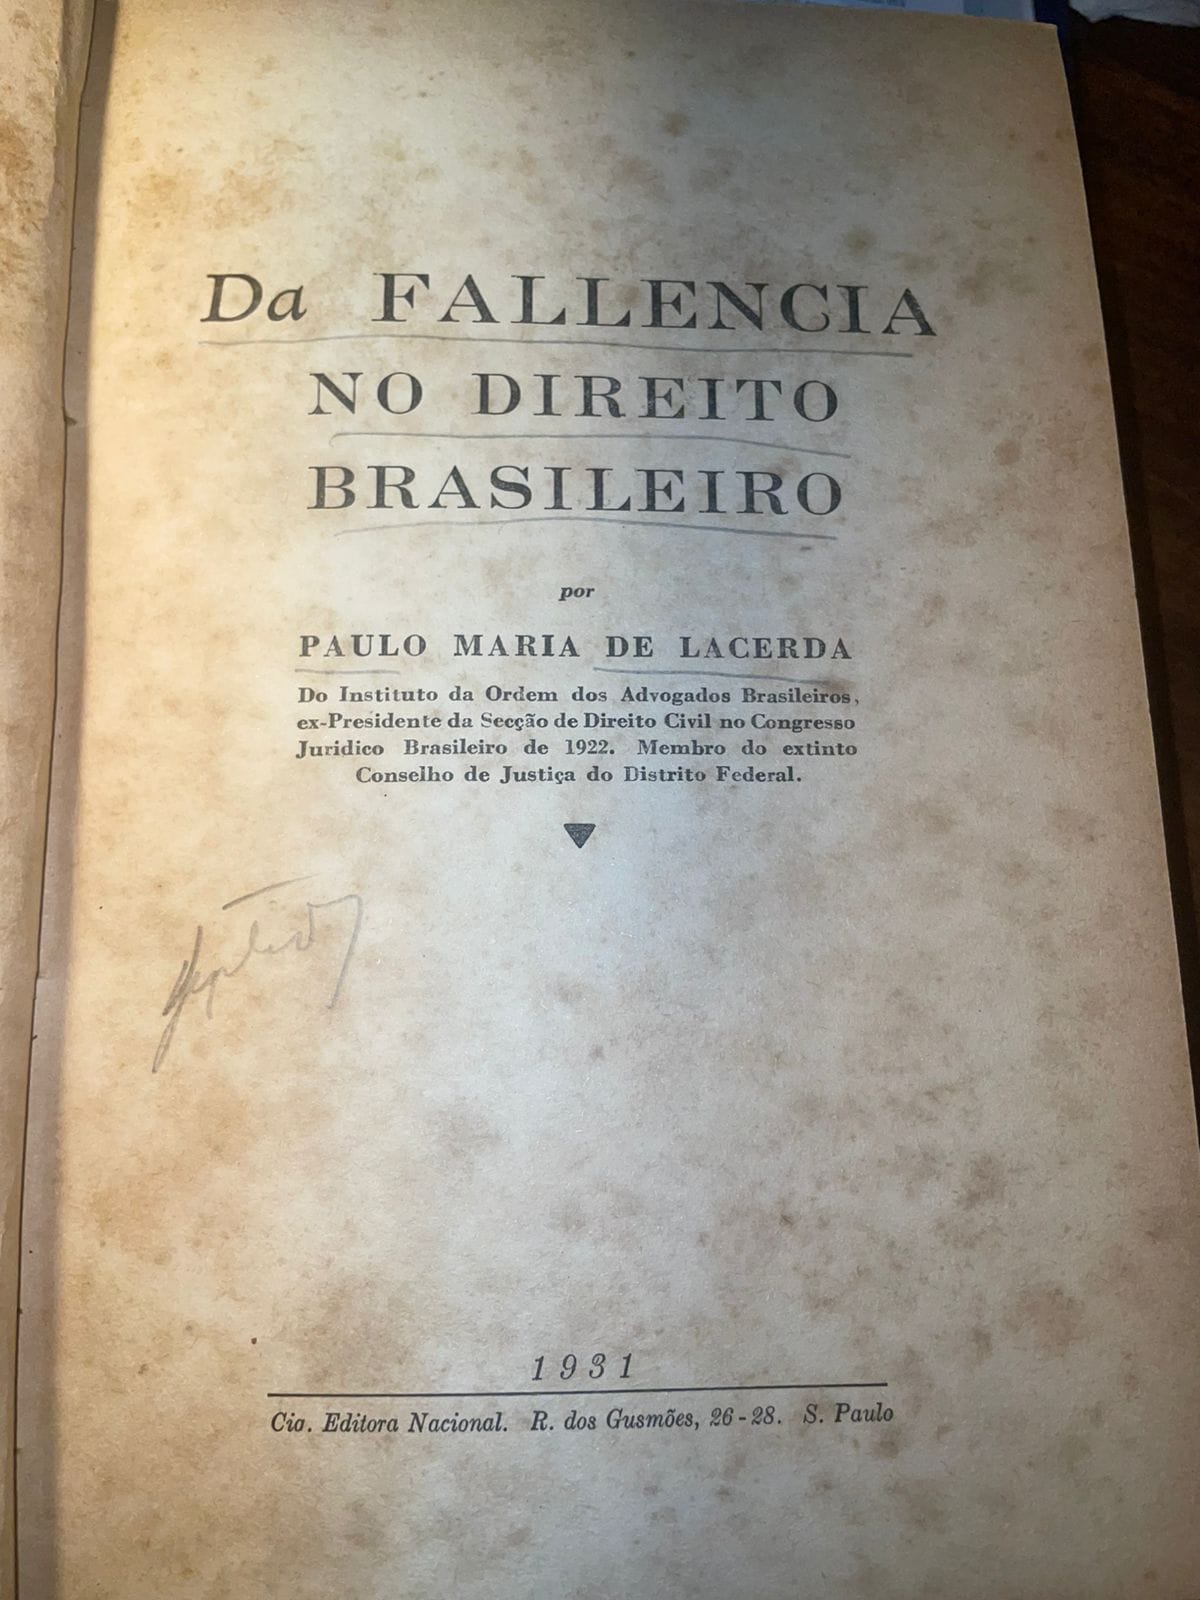 Da FALLENCIA
NO DIREITO
BRASILEIRO
por
PAULO MARIA DE LACERDA
Do Instituto da Ordem dos Advogados Brasileiros,
ex-Presidente da Secção de Direito Civil no Congresso
Juridico Brasileiro de 1922. Membro do extinto
Conselho de Justiça do Distrito Federal.
1931
Cia. Editora Nacional. R. dos Gusmões, 26-28. S. Paulo